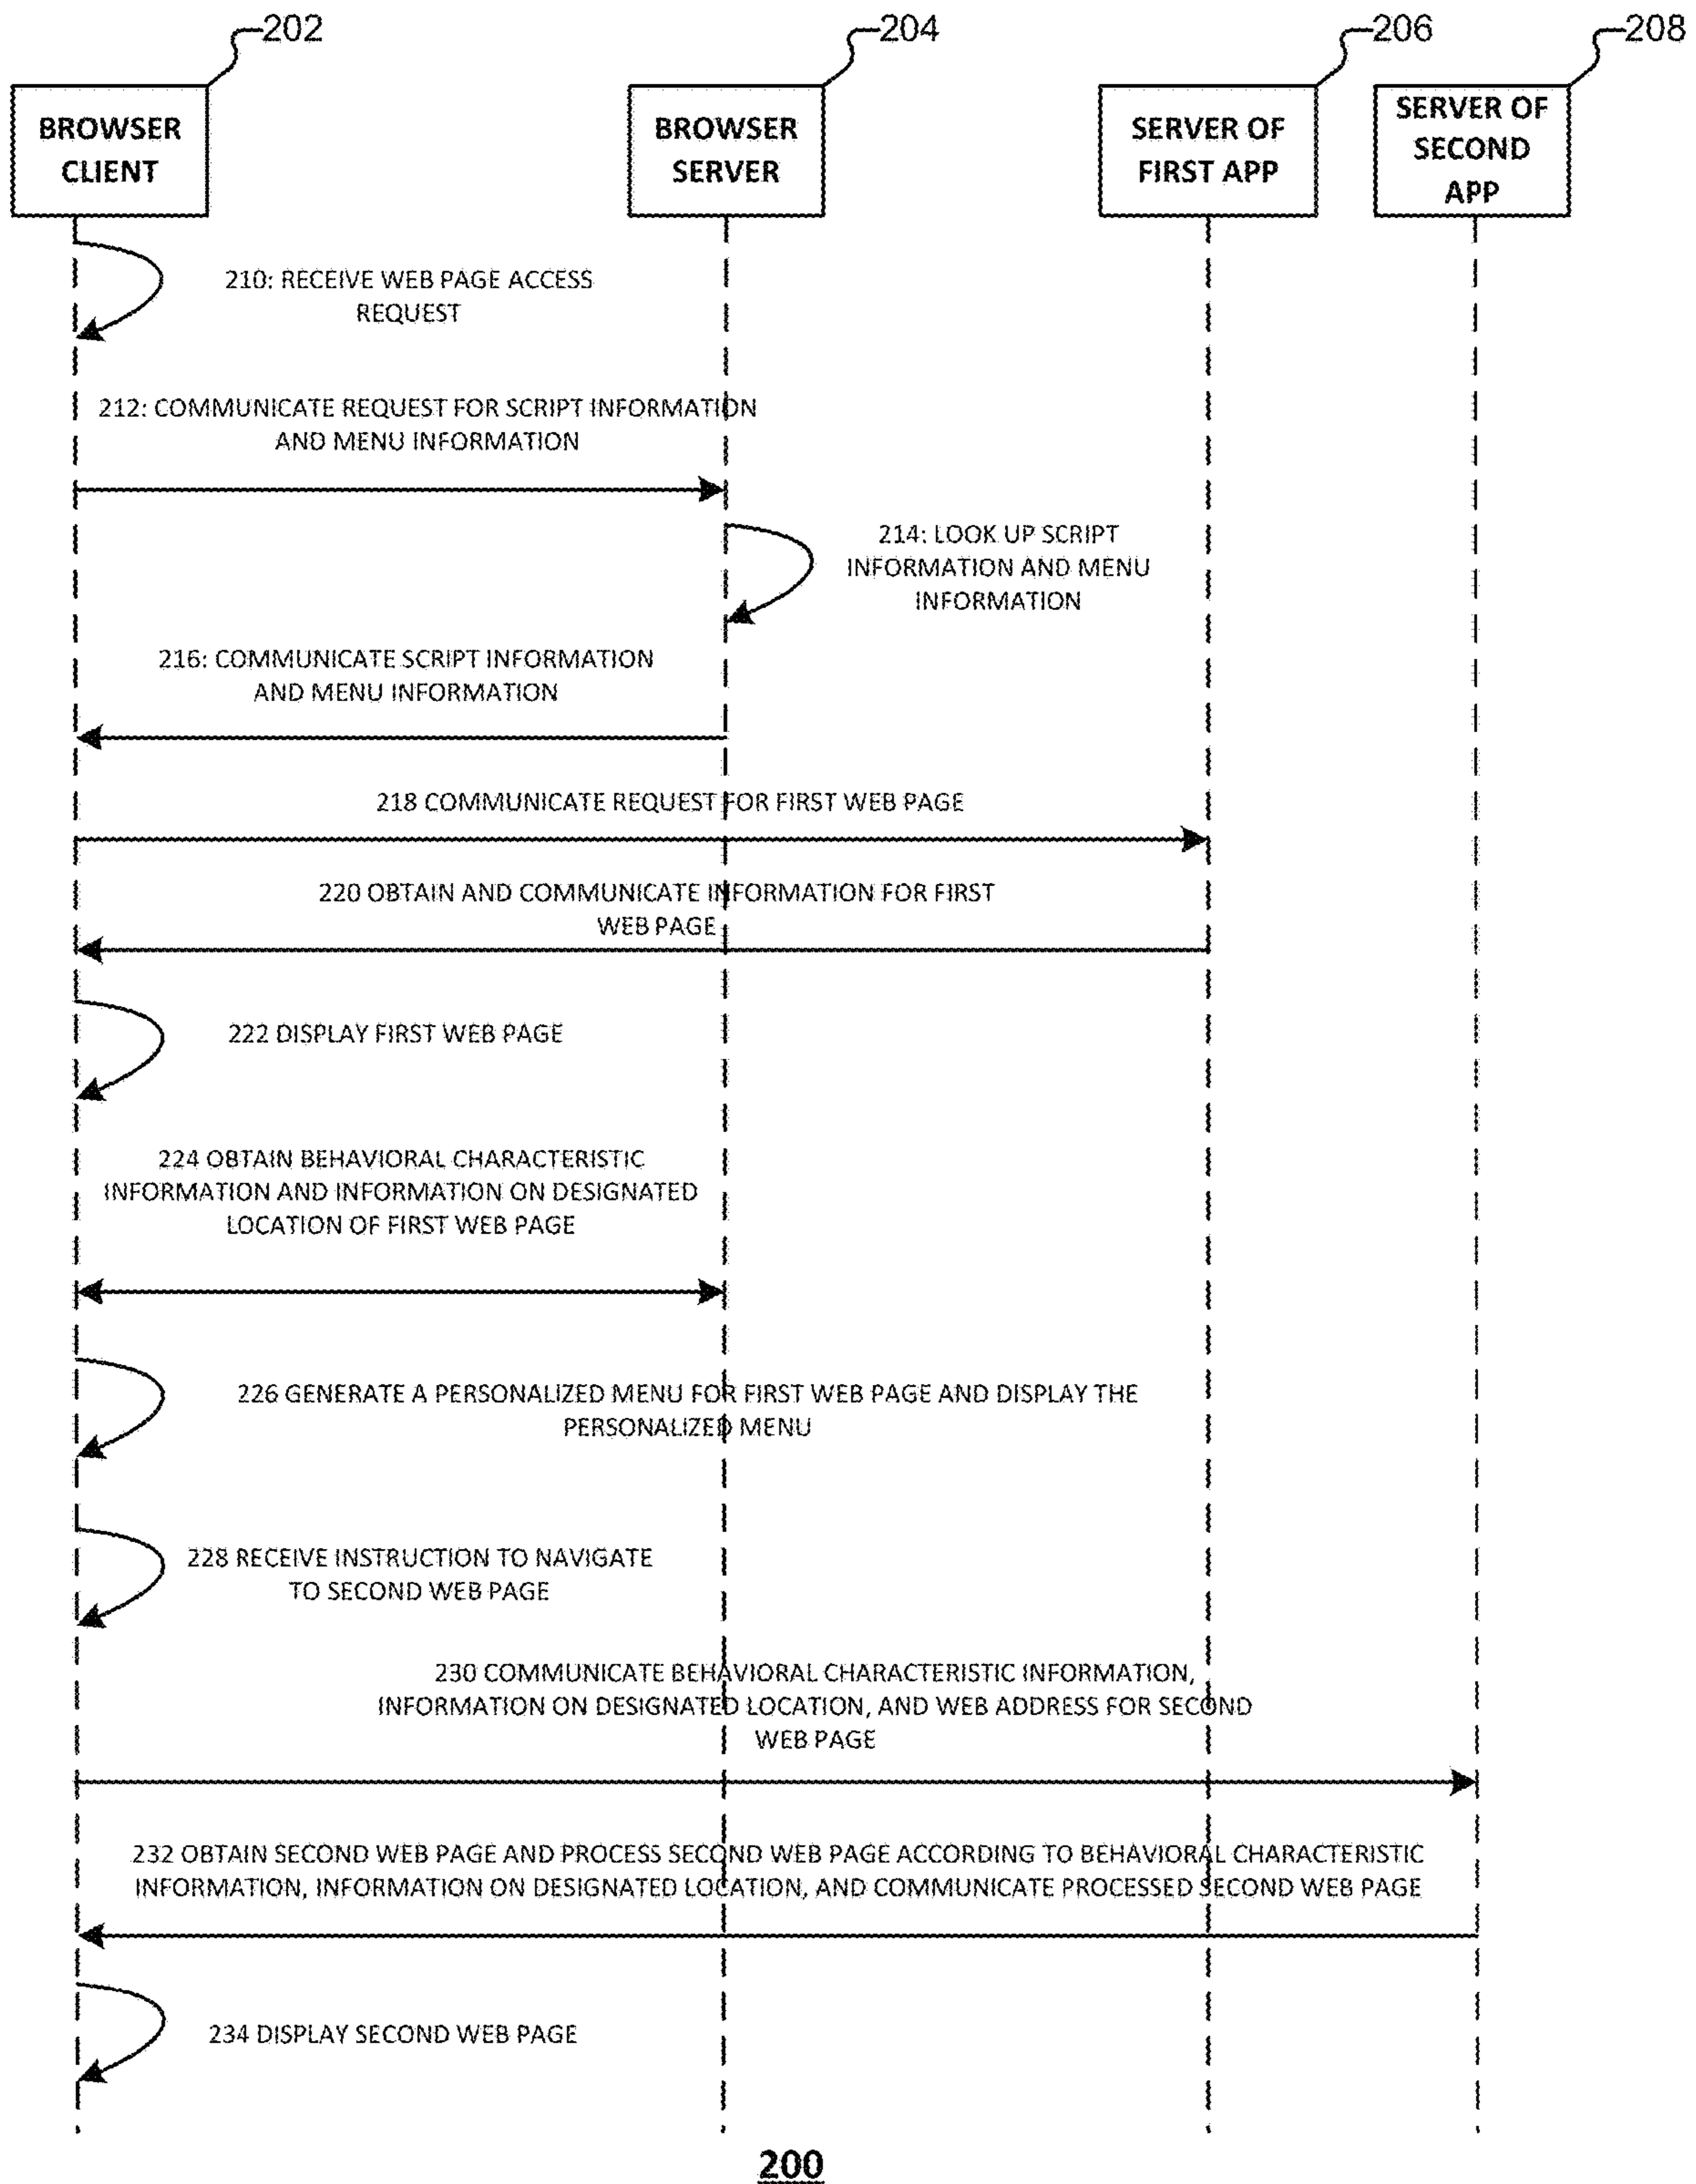 202
204
206
208
BROWSER
CLIENT
BROWSER
SERVER
SERVER OF
FIRST APP
SERVER OF
SECOND
APP
210: RECEIVE WEB PAGE ACCESS
REQUEST
212: COMMUNICATE REQUEST FOR SCRIPT INFORMATION
AND MENU INFORMATION
214: LOOK UP SCRIPT
INFORMATION AND MENU
INFORMATION
216: COMMUNICATE SCRIPT INFORMATION
AND MENU INFORMATION
218 COMMUNICATE REQUEST FOR FIRST WEB PAGE
220 OBTAIN AND COMMUNICATE INFORMATION FOR FIRST
WEB PAGE
222 DISPLAY FIRST WEB PAGE
224 OBTAIN BEHAVIORAL CHARACTERISTIC
INFORMATION AND INFORMATION ON DESIGNATED
LOCATION OF FIRST WEB PAGE
226 GENERATE A PERSONALIZED MENU FOR FIRST WEB PAGE AND DISPLAY THE
PERSONALIZED MENU
228 RECEIVE INSTRUCTION TO NAVIGATE
TO SECOND WEB PAGE
230 COMMUNICATE BEHAVIORAL CHARACTERISTIC INFORMATION,
INFORMATION ON DESIGNATED LOCATION, AND WEB ADDRESS FOR SECOND
WEB PAGE
232 OBTAIN SECOND WEB PAGE AND PROCESS SECOND WEB PAGE ACCORDING TO BEHAVIORAL CHARACTERISTIC
INFORMATION, INFORMATION ON DESIGNATED LOCATION, AND COMMUNICATE PROCESSED SECOND WEB PAGE
234 DISPLAY SECOND WEB PAGE
200